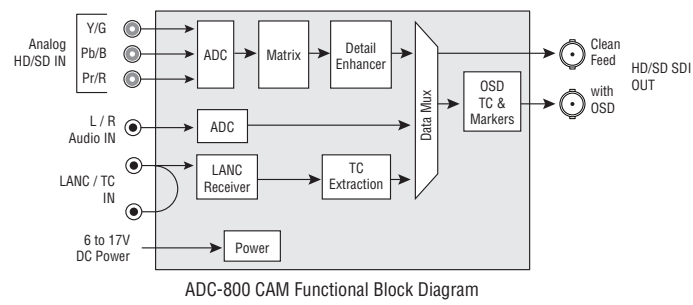 Analog
HD/SD IN
Y/G
Pb/B
Pr/R
ADC
Matrix
Detail
Enhancer
Data Mux
OSD
TC &
Markers
Clean
Feed
with
OSD
HD/SD SDI
OUT
L / R
Audio IN
ADC
LANC / TC
IN
LANC
Receiver
TC
Extraction
6 to 17V
DC Power
Power
ADC-800 CAM Functional Block Diagram